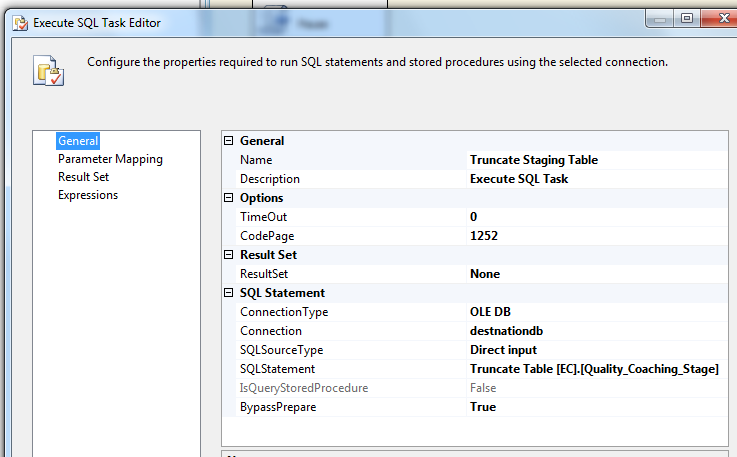 Execute SQL Task Editor
Configure the properties required to run SQL statements and stored procedures using the selected connection.
General
Parameter Mapping
Result Set
Expressions
General
Name Truncate Staging Table
Description Execute SQL Task
Options
TimeOut 0
CodePage 1252
Result Set
ResultSet None
SQL Statement
ConnectionType OLE DB
Connection destnationdb
SQLSourceType Direct input
SQLStatement Truncate Table [EC].[Quality_Coaching_Stage]
IsQueryStoredProcedure False
BypassPrepare True